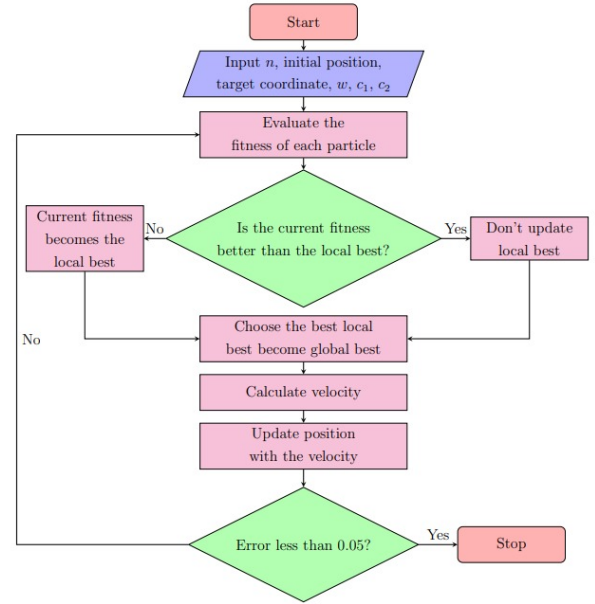 Start
Input n, initial position,
target coordinate, w, c₁, c₂
Evaluate the
fitness of each particle
Is the current fitness
better than the local best?
No
Current fitness
becomes the
local best
Yes
Don't update
local best
Choose the best local
best become global best
Calculate velocity
Update position
with the velocity
Error less than 0.05?
No
Yes
Stop